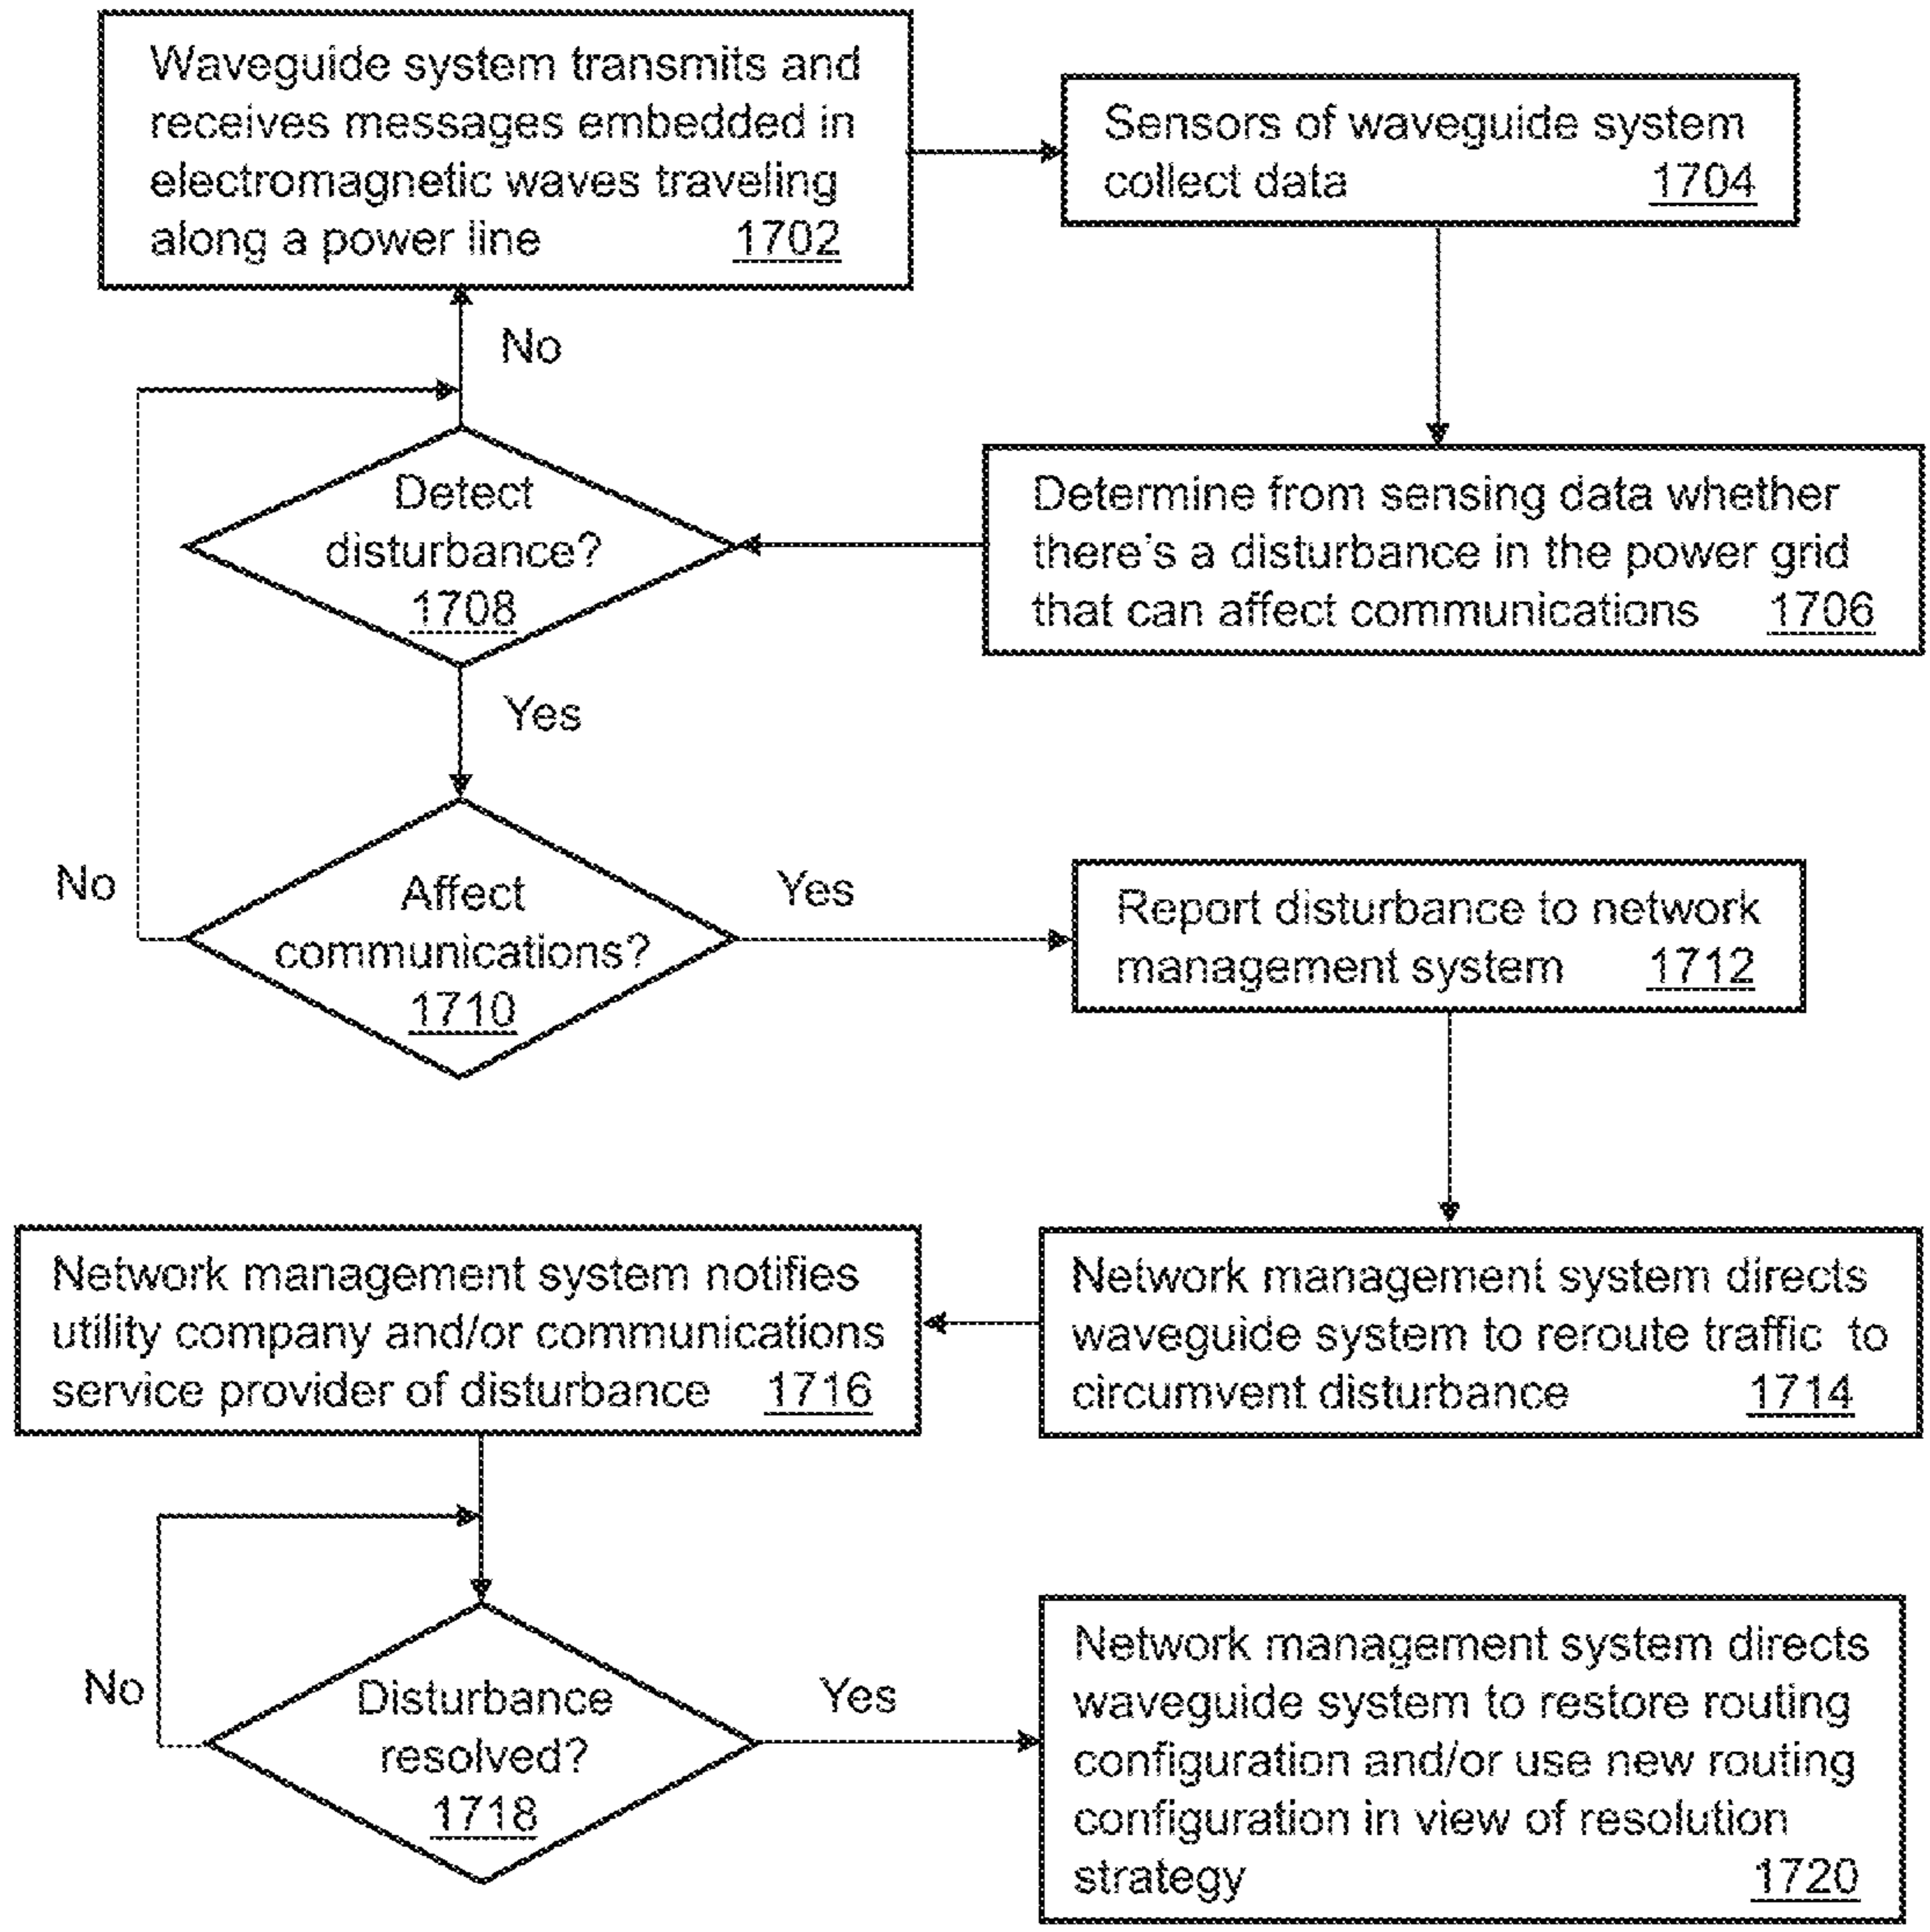 Waveguide system transmits and
receives messages embedded in
electromagnetic waves traveling
along a power line 1702
Sensors of waveguide system
collect data 1704
No
Detect
disturbance?
1708
Determine from sensing data whether
there's a disturbance in the power grid
that can affect communications 1706
Yes
No
Affect
communications?
1710
Yes
Report disturbance to network
management system 1712
Network management system notifies
utility company and/or communications
service provider of disturbance 1716
Network management system directs
waveguide system to reroute traffic to
circumvent disturbance 1714
No
Disturbance
resolved?
1718
Yes
Network management system directs
waveguide system to restore routing
configuration and/or use new routing
configuration in view of resolution
strategy 1720